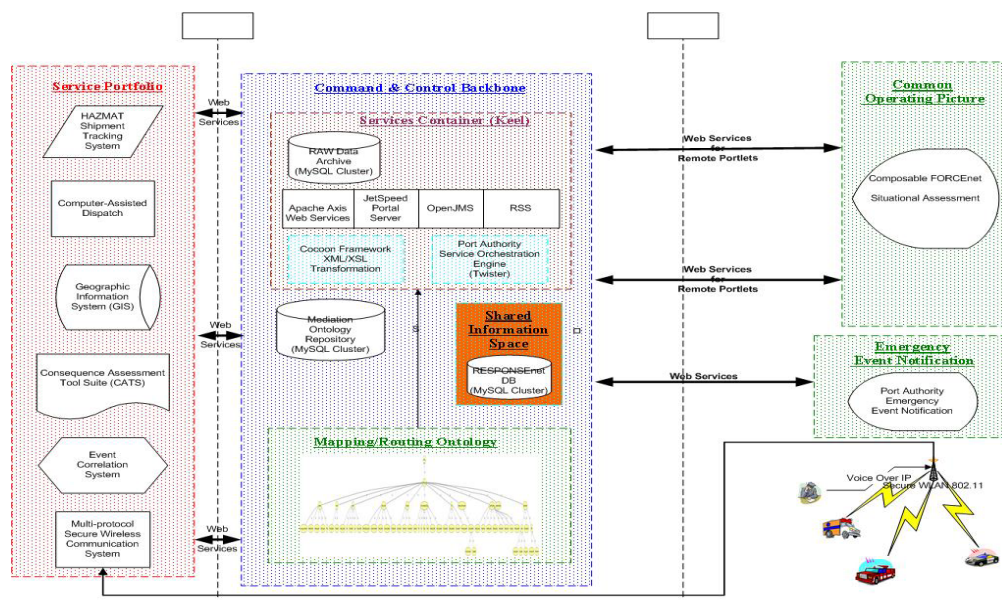 Service Portfolio
HAZMAT
Shipment
Tracking
System
Computer-Assisted
Dispatch
Geographic
Information
System (GIS)
Consequence Assessment
Tool Suite (CATS)
Event
Correlation
System
Multi-protocol
Secure Wireless
Communication
System
Web
Services
Web
Services
Web
Services
Command & Control Backbone
Services Container (Keel)
RAW Data
Archive
(MySQL Cluster)
Apache Axis
Web Services
JetSpeed
Portal
Server
OpenJMS
RSS
Cocoon Framework
XML/XSL
Transformation
Port Authority
Service Orchestration
Engine
(Twister)
Mediation
Ontology
Repository
(MySQL Cluster)
S
Shared
Information
Space
RESPONSEnet
DB
(MySQL Cluster)
Mapping/Routing Ontology
Web Services
for
Remote Portlets
Web Services
for
Remote Portlets
Web Services
Common
Operating Picture
Composable FORCEnet
Situational Assessment
Emergency
Event Notification
Port Authority
Emergency
Event Notification
Voice Over IP
Secure WLAN 802.11